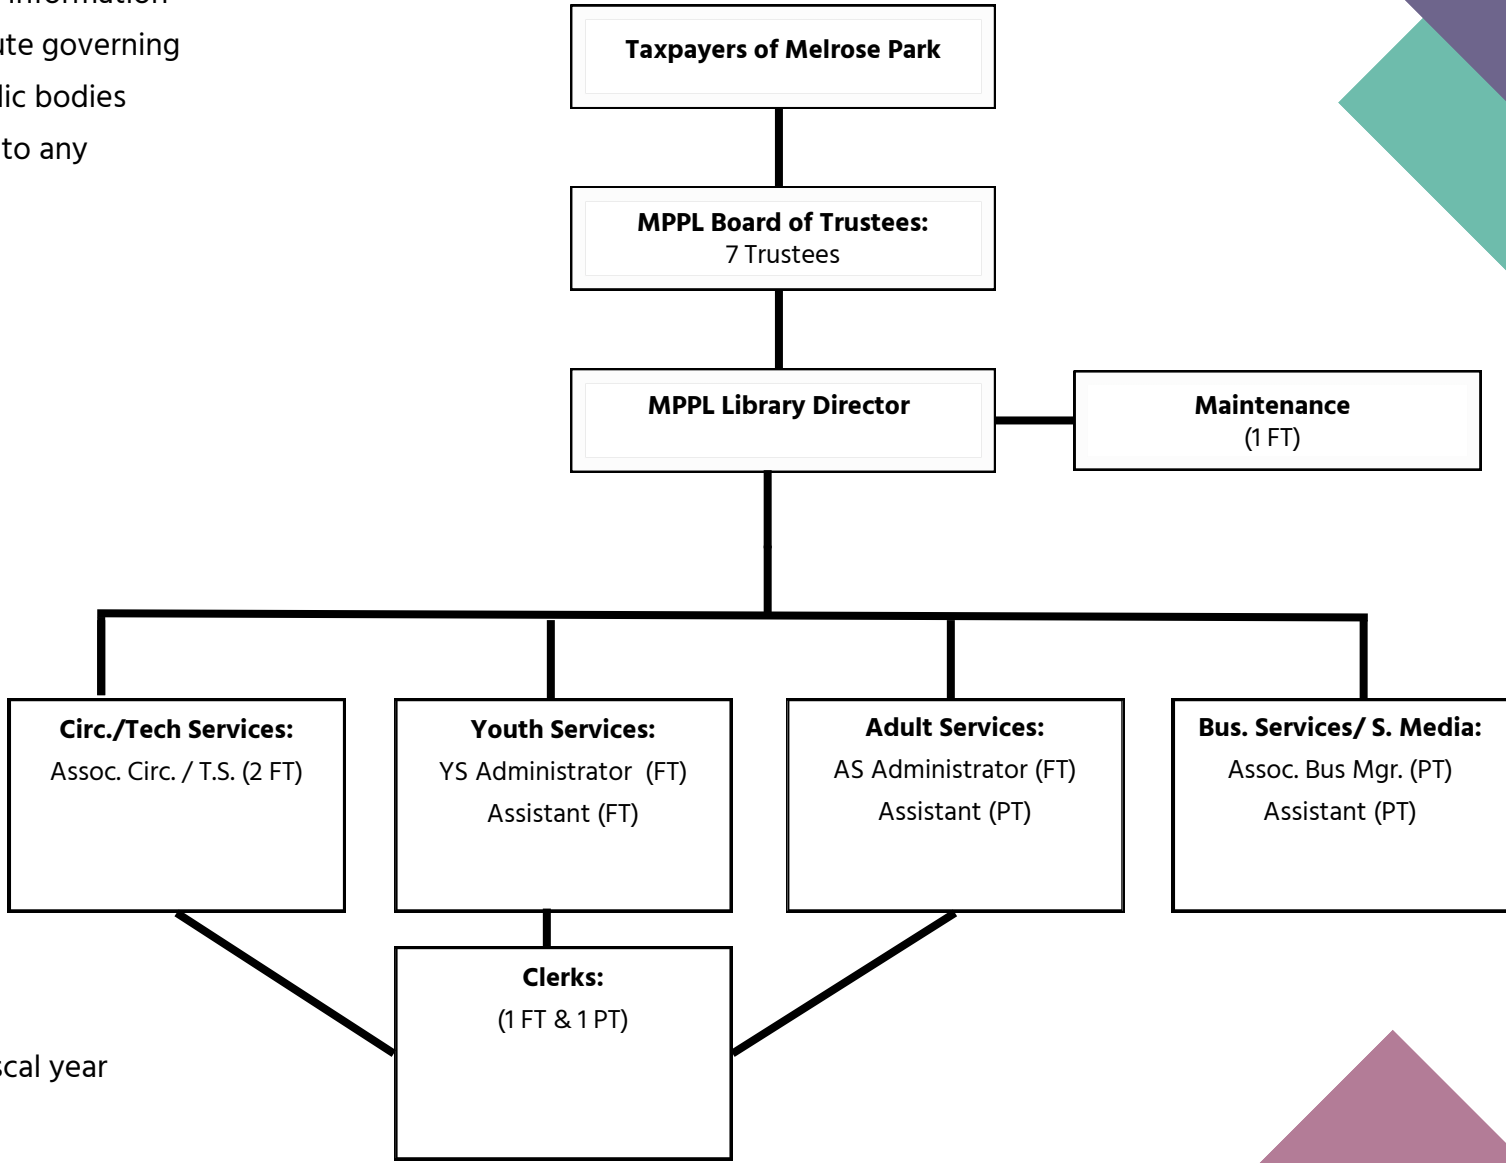 ute governing
lic bodies
to any
Taxpayers of Melrose Park
MPPL Board of Trustees:
7 Trustees
MPPL Library Director
Maintenance
(1 FT)
Circ./Tech Services:
Assoc. Circ. / T.S. (2 FT)
Youth Services:
YS Administrator (FT)
Assistant (FT)
Adult Services:
AS Administrator (FT)
Assistant (PT)
Bus. Services/ S. Media:
Assoc. Bus Mgr. (PT)
Assistant (PT)
Clerks:
(1 FT & 1 PT)
scal year